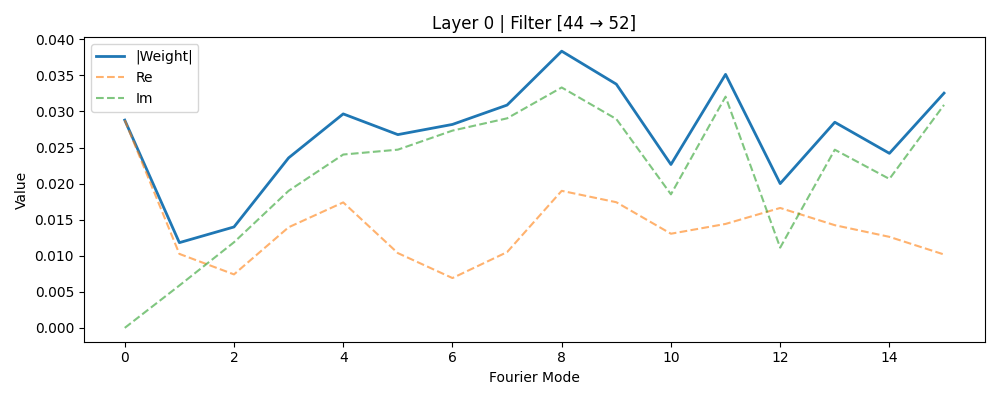 Layer 0 | Filter [44 → 52]
|Weight|
Re
Im
0.040
0.035
0.030
0.025
0.020
0.015
0.010
0.005
0.000
Value
0 2 4 6 8 10 12 14
Fourier Mode